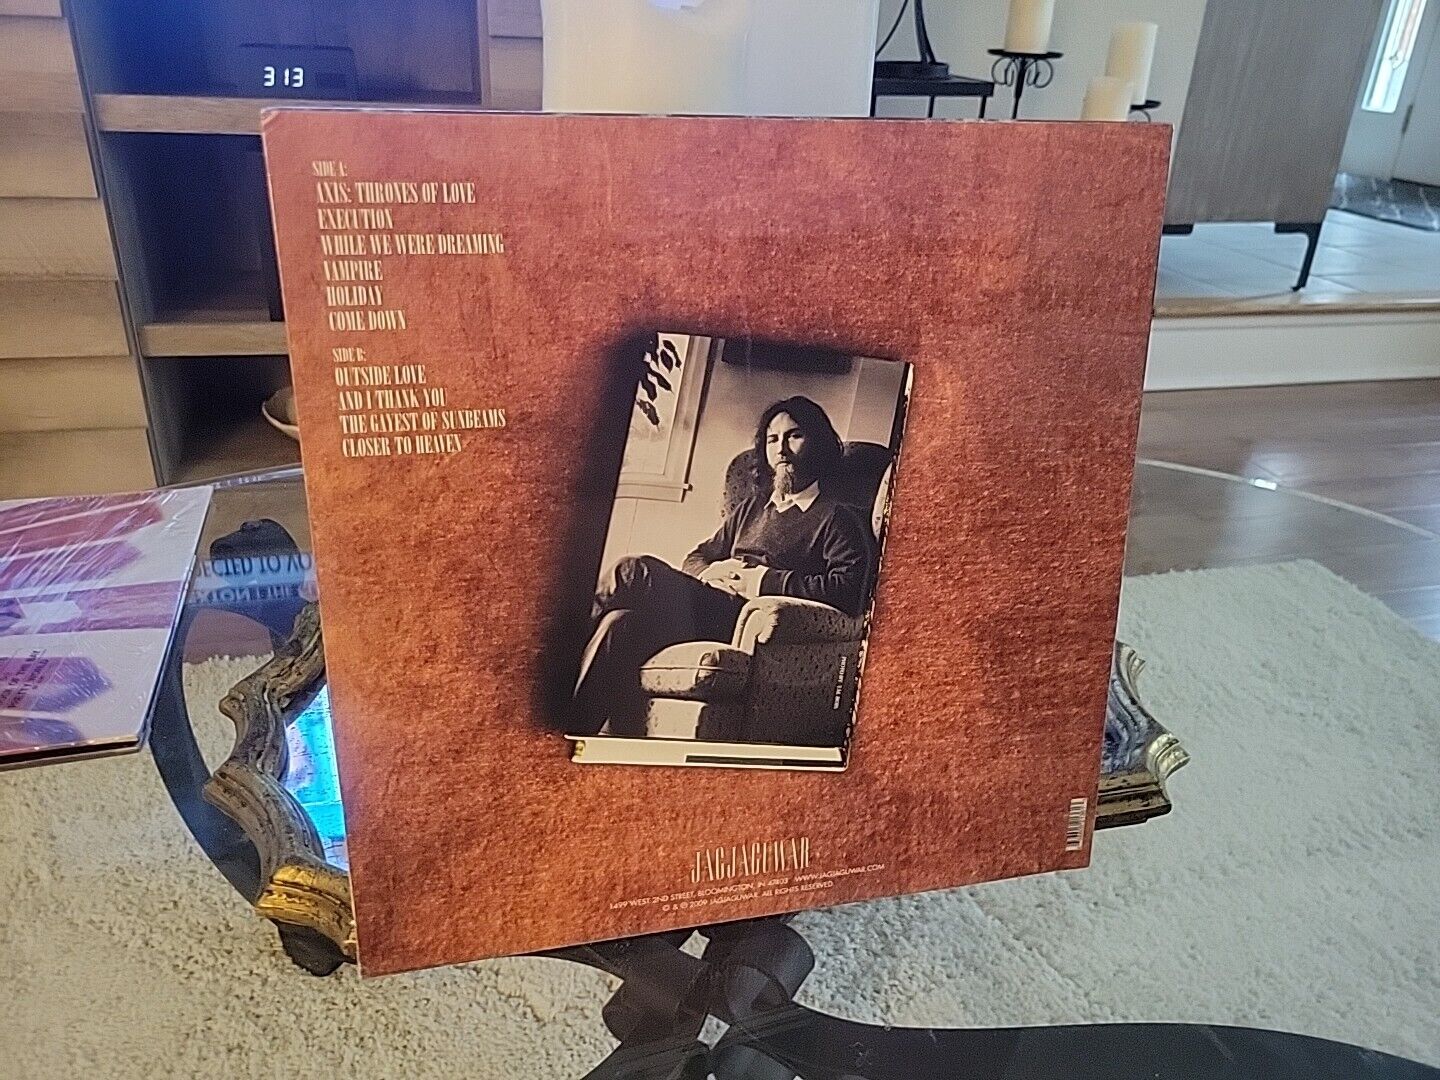 313
SIDE A:
AXIS: THRONES OF LOVE
EXECUTION
WHILE WE WERE DREAMING
VAMPIRE
HOLIDAY
COME DOWN
SIDE B:
OUTSIDE LOVE
AND I THANK YOU
THE GAYEST OF SUNBEAMS
CLOSER TO HEAVEN
JAGJAGUWAR
1499 WEST 2ND STREET, BLOOMINGTON, IN 47403 WWW.JAGJAGUWAR.COM
© & ℗ 2009 JAGJAGUWAR. ALL RIGHTS RESERVED.